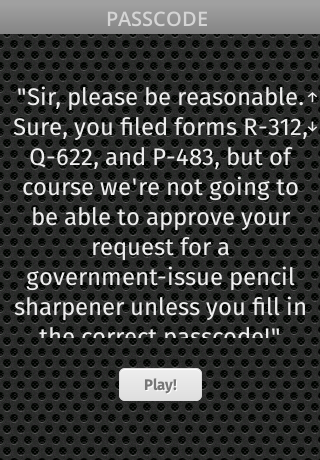 PASSCODE
"Sir, please be reasonable.
Sure, you filed forms R-312,
Q-622, and P-483, but of
course we're not going to
be able to approve your
request for a
government-issue pencil
sharpener unless you fill in
the correct passcode!"
Play!